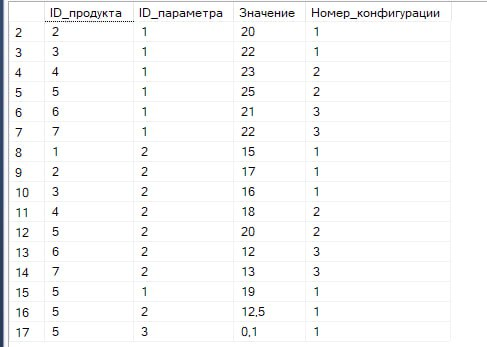 ID_продукта ID_параметра Значение Номер_конфигурации
2 2 1 20 1
3 3 1 22 1
4 4 1 23 2
5 5 1 25 2
6 6 1 21 3
7 7 1 22 3
8 1 2 15 1
9 2 2 17 1
10 3 2 16 1
11 4 2 18 2
12 5 2 20 2
13 6 2 12 3
14 7 2 13 3
15 5 1 19 1
16 5 2 12,5 1
17 5 3 0,1 1